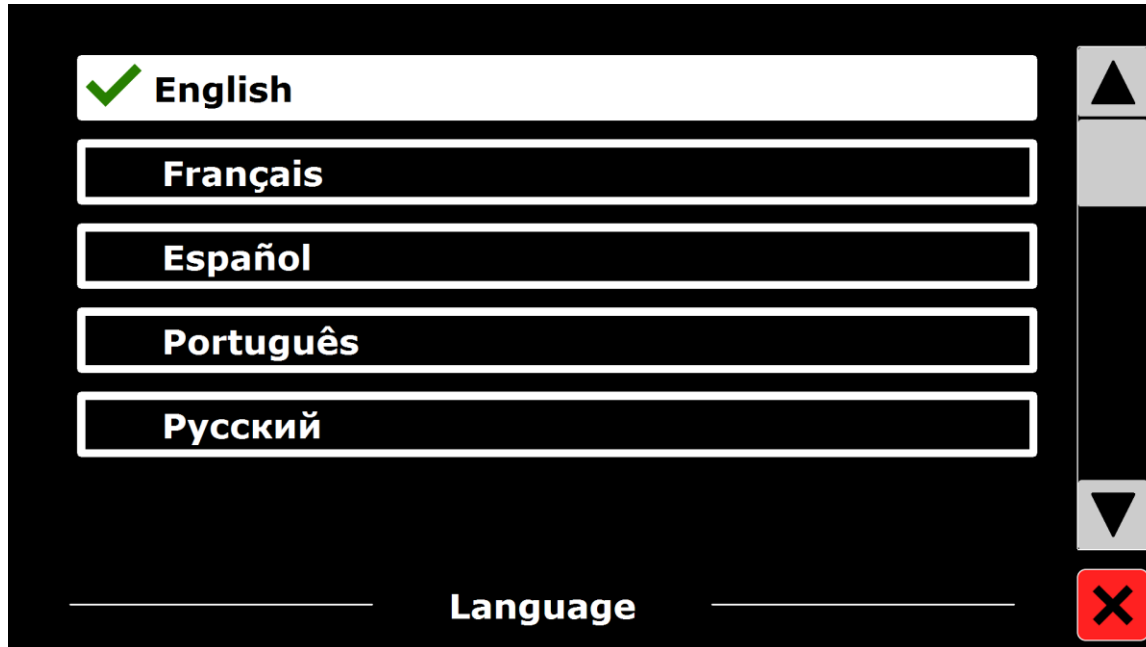 English
Français
Español
Português
Русский
Language